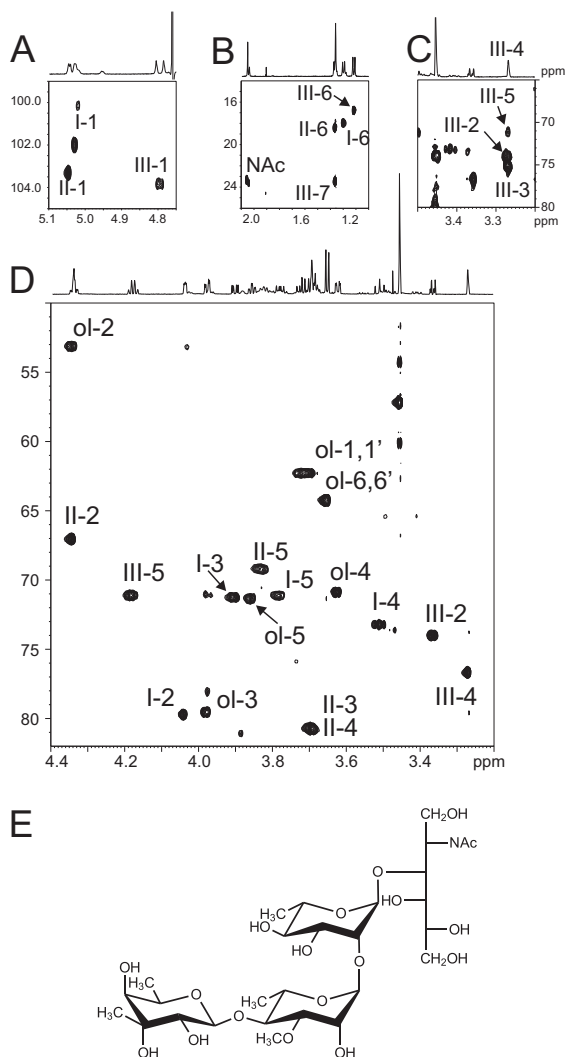 A
B
C
III-4
ppm
100.0
102.0
104.0
I-1
II-1
III-1
5.1 5.0 4.9 4.8
16
20
24
III-6
II-6
I-6
NAc
III-7
2.0 1.6 1.2
III-5
III-2
III-3
70
75
80
3.4 3.3 ppm
D
ol-2
55
60
65
70
75
80
ol-1,1’
ol-6,6’
II-2
III-5
I-3
II-5
I-5
ol-4
ol-5
I-4
III-2
I-2
ol-3
II-3
II-4
III-4
4.4 4.2 4.0 3.8 3.6 3.4 ppm
E
CH2OH
NAc
O
HO
OH
CH2OH
H3C
O
HO
HO
O
OH
H3C
O
H3C
O
O
H3C
OH
OH
H3CO
OH